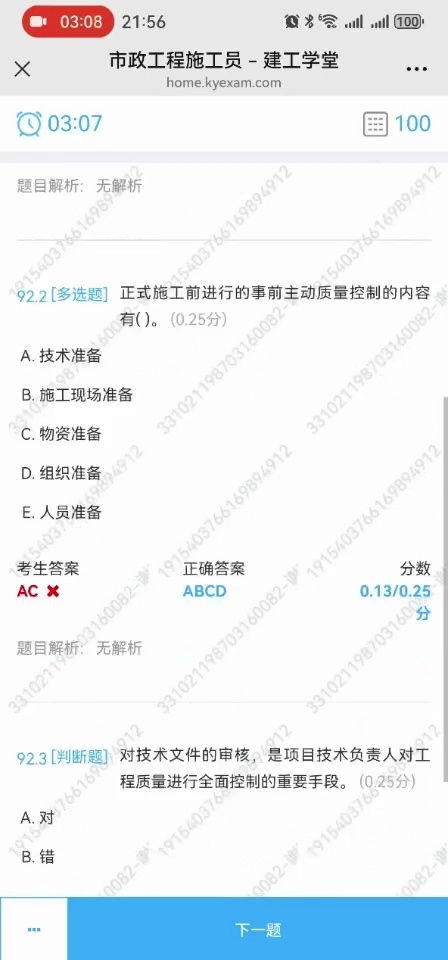 03:08 21:56 100
市政工程施工员 – 建工学堂
home.kyexam.com
03:07 100
题目解析: 无解析
92.2 [多选题] 正式施工前进行的事前主动质量控制的内容
有( )。 (0.25分)
A. 技术准备
B. 施工现场准备
C. 物资准备
D. 组织准备
E. 人员准备
考生答案 正确答案 分数
AC ABCD 0.13/0.25
分
题目解析: 无解析
92.3 [判断题] 对技术文件的审核，是项目技术负责人对工
程质量进行全面控制的重要手段。 (0.25分)
A. 对
B. 错
下一题